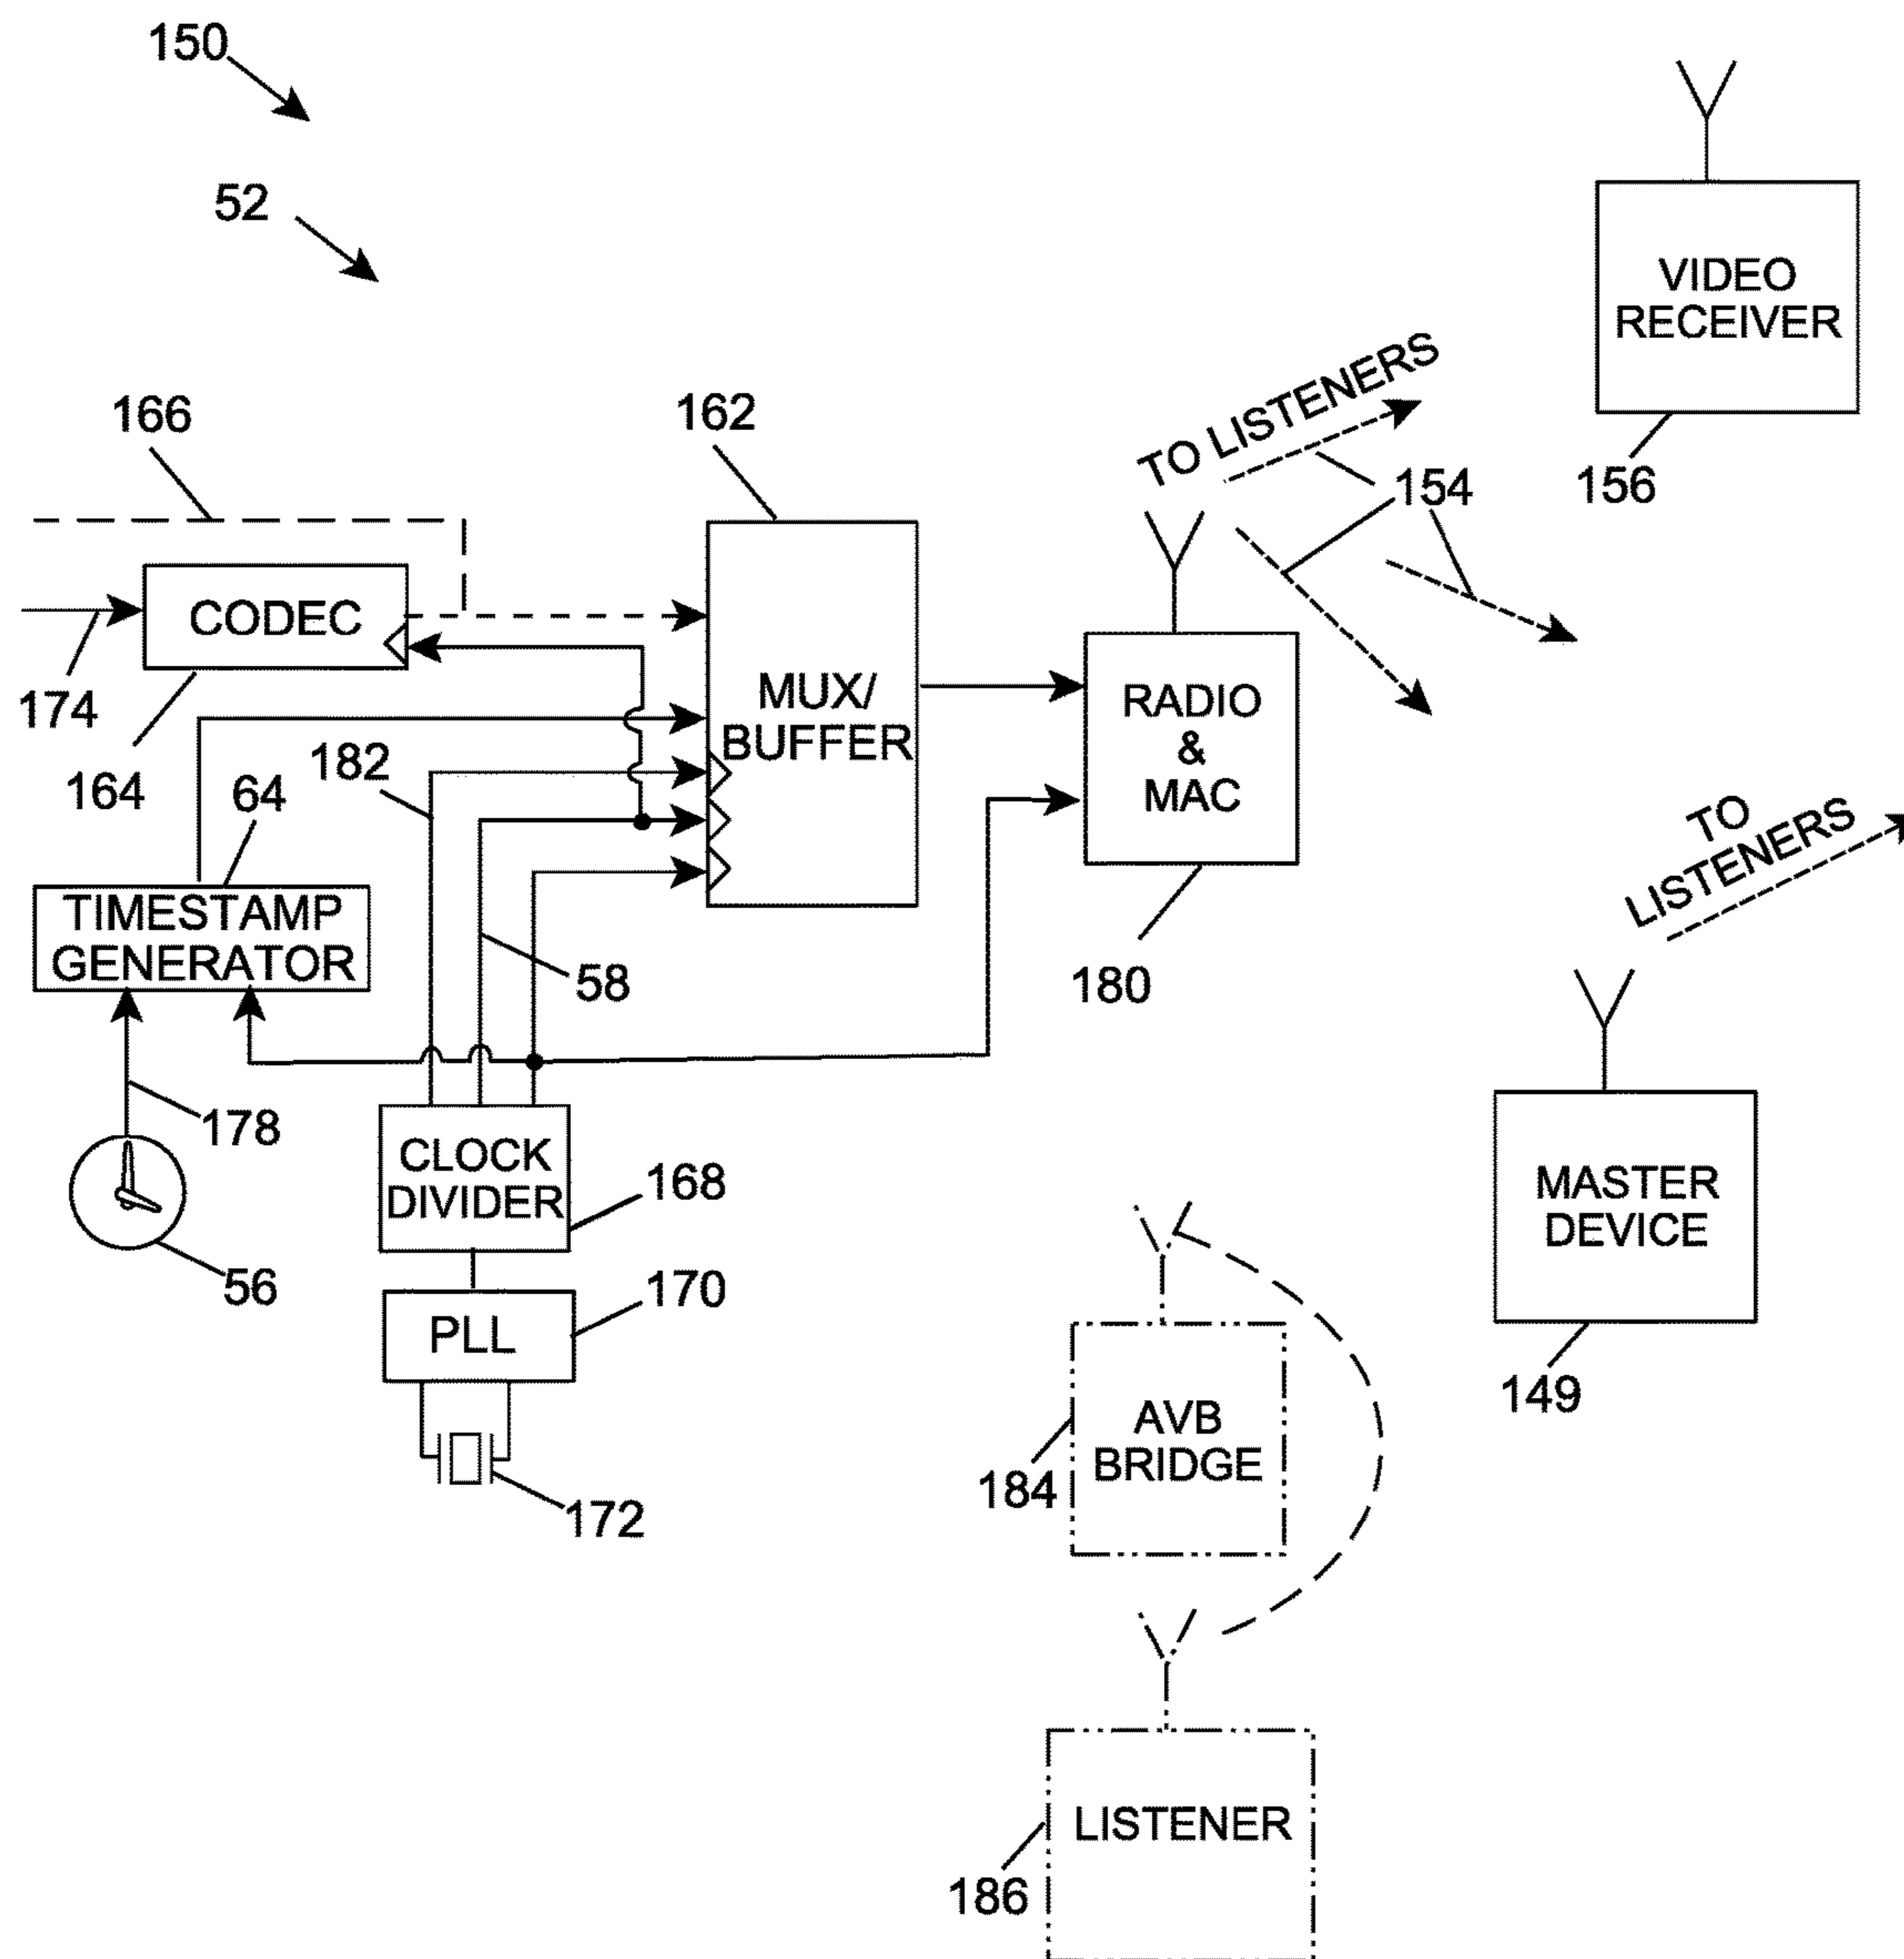 150
52
VIDEO
RECEIVER
156
TO LISTENERS
154
166
162
CODEC
174
164
MUX/
BUFFER
RADIO
&
MAC
180
182
64
TIMESTAMP
GENERATOR
58
TO
LISTENERS
178
56
CLOCK
DIVIDER
168
PLL
170
172
MASTER
DEVICE
149
AVB
BRIDGE
184
LISTENER
186